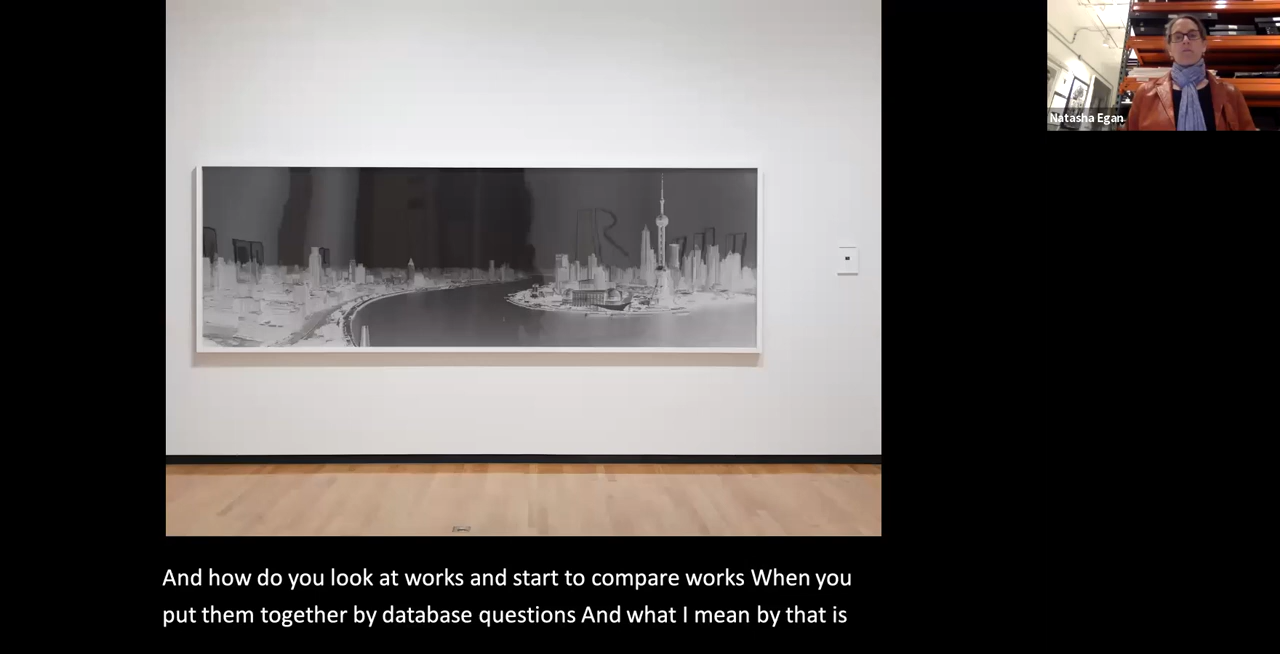 Natasha Egan
And how do you look at works and start to compare works When you
put them together by database questions And what I mean by that is